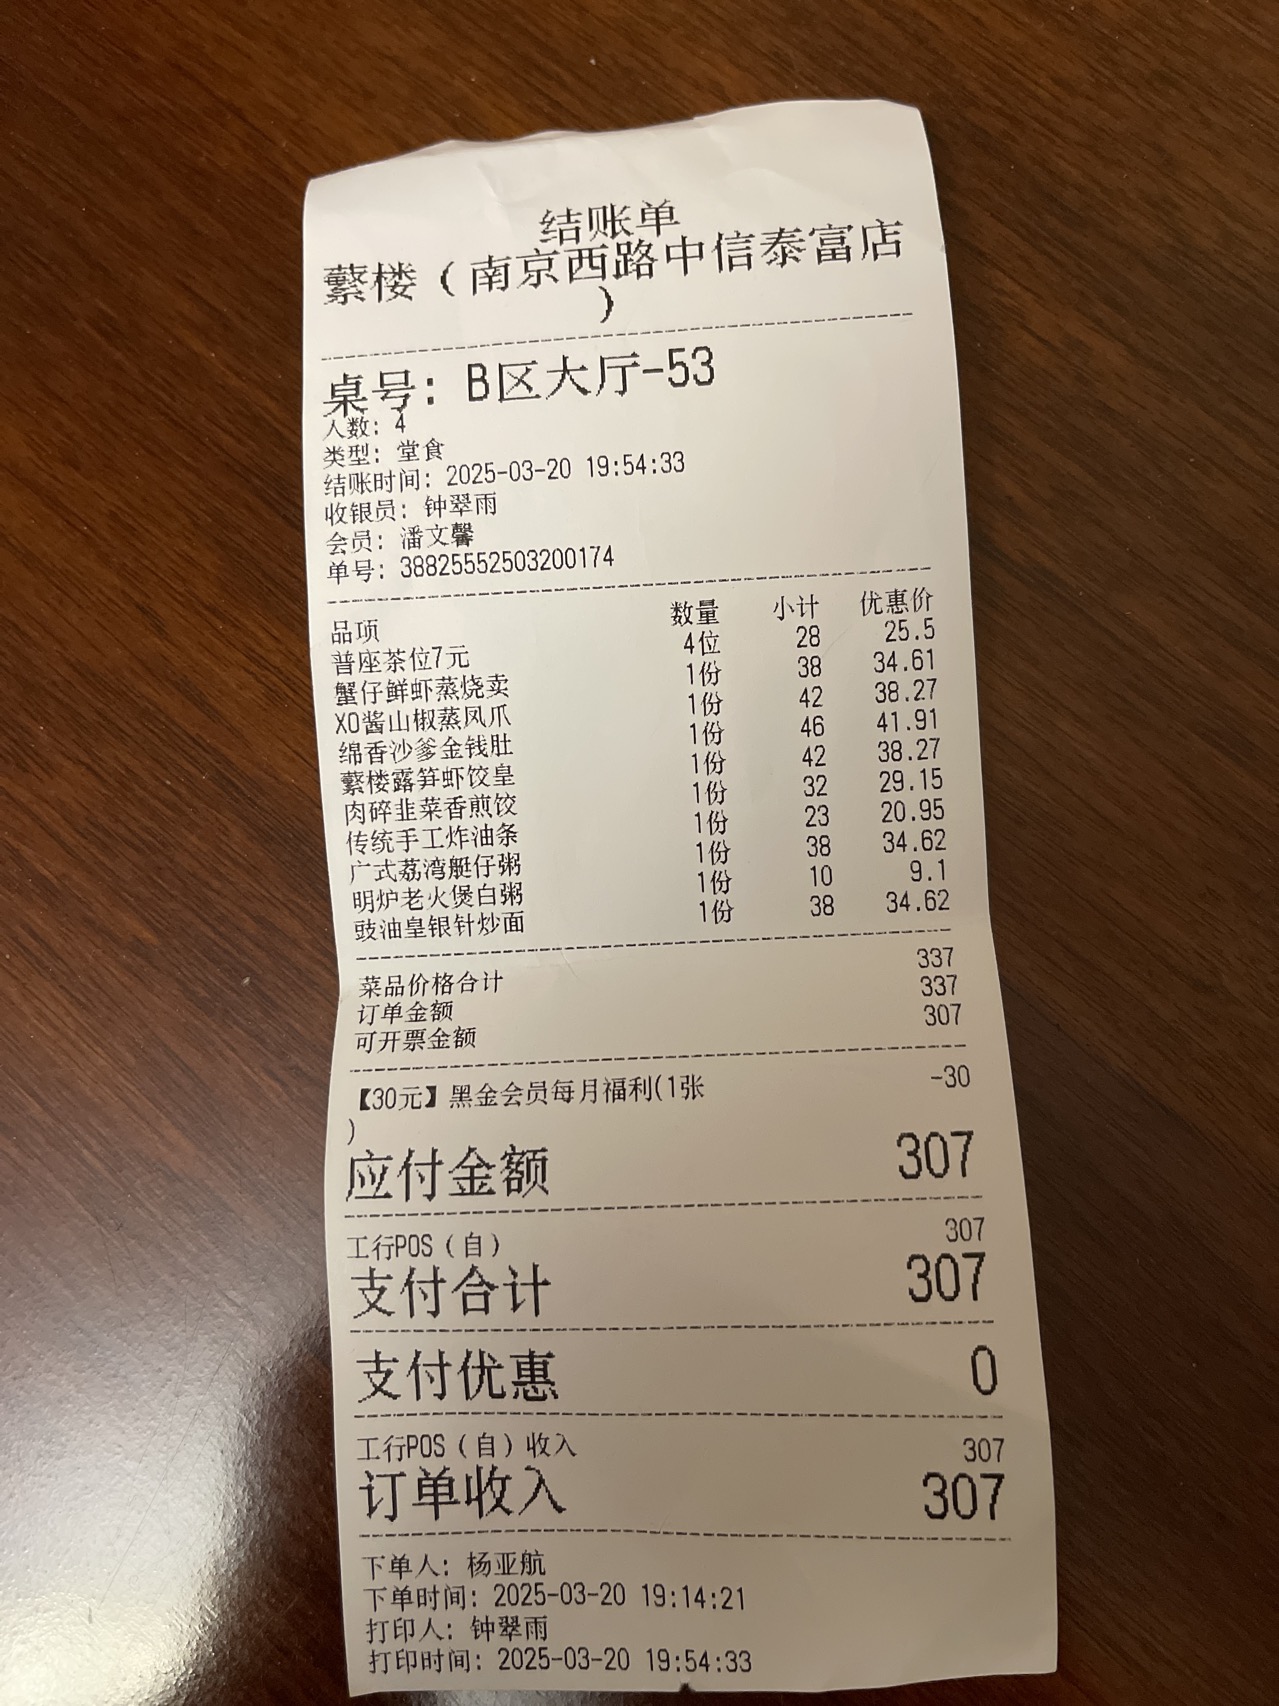 结账单
蘩楼（南京西路中信泰富店
）
桌号: B区大厅-53
人数: 4
类型: 堂食
结账时间: 2025-03-20 19:54:33
收银员: 钟翠雨
会员: 潘文馨
单号: 38825552503200174
品项 数量 小计 优惠价
普座茶位7元 4位 28 25.5
蟹仔鲜虾蒸烧卖 1份 38 34.61
XO酱山椒蒸凤爪 1份 42 38.27
绵香沙爹金钱肚 1份 46 41.91
蘩楼露笋虾饺皇 1份 42 38.27
肉碎韭菜香煎饺 1份 32 29.15
传统手工炸油条 1份 23 20.95
广式荔湾艇仔粥 1份 38 34.62
明炉老火煲白粥 1份 10 9.1
豉油皇银针炒面 1份 38 34.62
菜品价格合计 337
订单金额 337
可开票金额 307
【30元】黑金会员每月福利(1张 -30
)
应付金额 307
工行POS（自） 307
支付合计 307
支付优惠 0
工行POS（自）收入 307
订单收入 307
下单人: 杨亚航
下单时间: 2025-03-20 19:14:21
打印人: 钟翠雨
打印时间: 2025-03-20 19:54:33